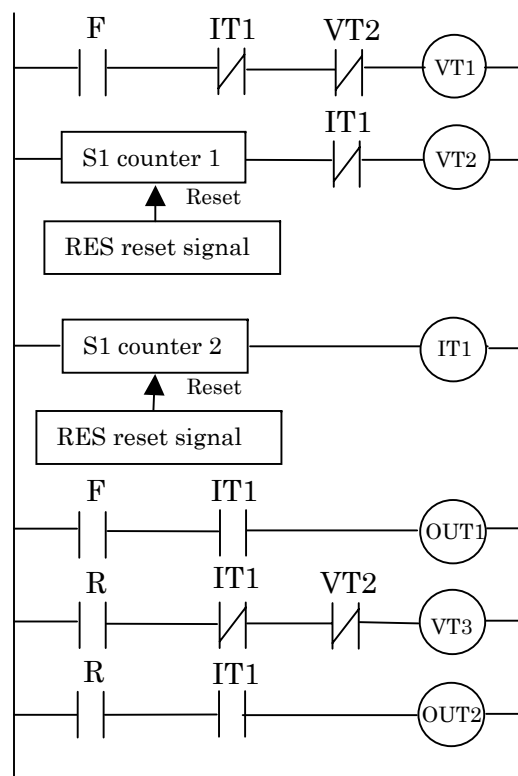 F IT1 VT2
VT1
IT1
S1 counter 1
VT2
Reset
RES reset signal
S1 counter 2
IT1
Reset
RES reset signal
F IT1
OUT1
R IT1 VT2
VT3
R IT1
OUT2